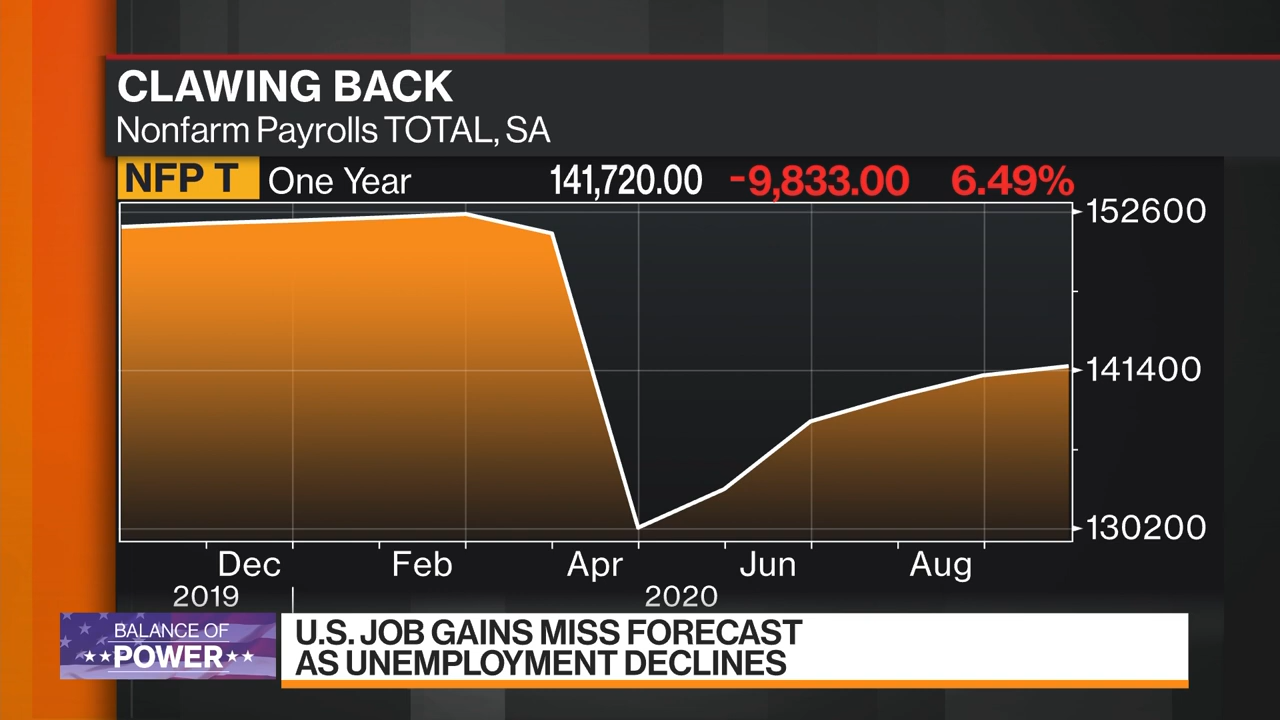 CLAWING BACK
Nonfarm Payrolls TOTAL, SA
NFP T One Year 141,720.00 -9,833.00 6.49%
152600
141400
130200
Dec Feb Apr Jun Aug
2019 2020
BALANCE OF
POWER
U.S. JOB GAINS MISS FORECAST
AS UNEMPLOYMENT DECLINES